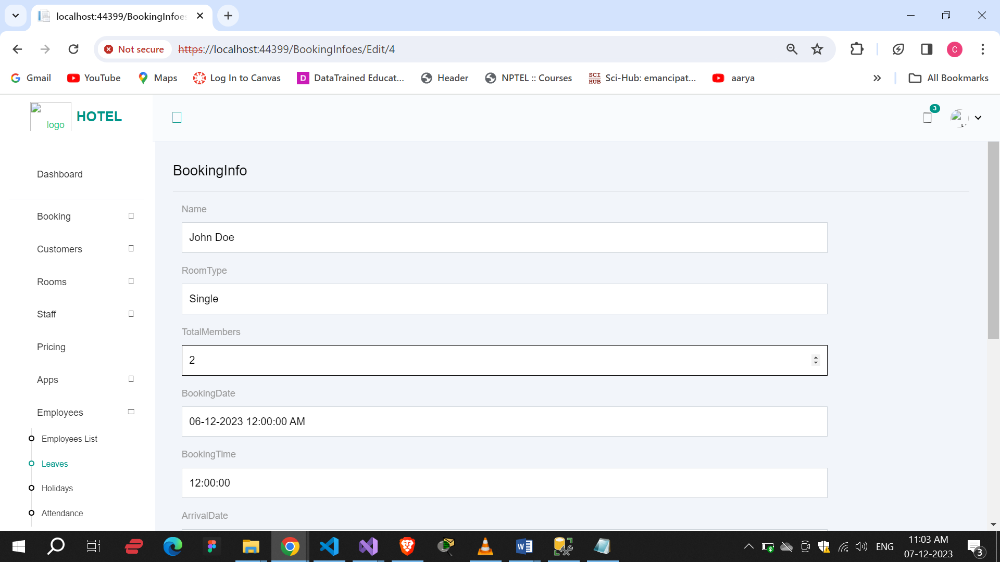 localhost:44399/BookingInfoes
Not secure https://localhost:44399/BookingInfoes/Edit/4
C
Gmail YouTube Maps Log In to Canvas D DataTrained Educat... Header NPTEL :: Courses SCI HUB Sci-Hub: emancipat... aarya All Bookmarks
logo HOTEL
3
BookingInfo
Dashboard
Booking
Customers
Rooms
Staff
Pricing
Apps
Employees
Employees List
Leaves
Holidays
Attendance
Name
John Doe
RoomType
Single
TotalMembers
2
BookingDate
06-12-2023 12:00:00 AM
BookingTime
12:00:00
ArrivalDate
ENG
11:03 AM
07-12-2023
3